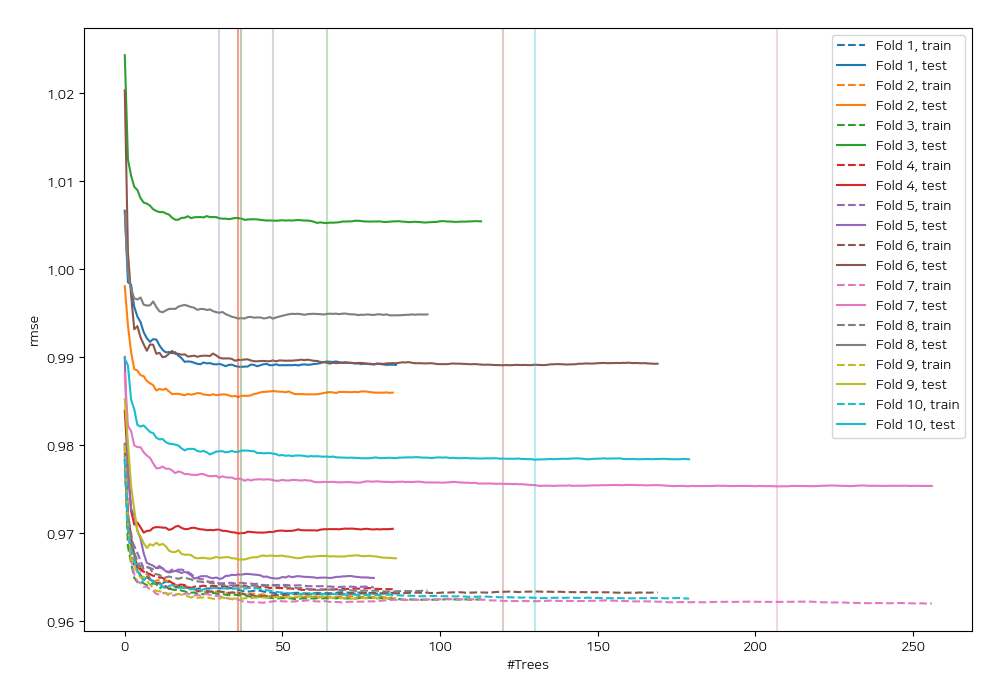 1.02
1.01
1.00
0.99
0.98
0.97
0.96
rmse
0
50
100
150
200
250
#Trees
Fold 1, train
Fold 1, test
Fold 2, train
Fold 2, test
Fold 3, train
Fold 3, test
Fold 4, train
Fold 4, test
Fold 5, train
Fold 5, test
Fold 6, train
Fold 6, test
Fold 7, train
Fold 7, test
Fold 8, train
Fold 8, test
Fold 9, train
Fold 9, test
Fold 10, train
Fold 10, test